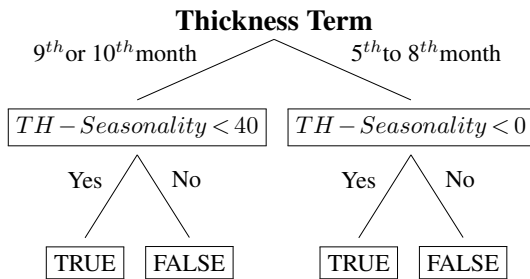 Thickness Term
9th or 10th month 5th to 8th month
TH − Seasonality < 40 TH − Seasonality < 0
Yes No Yes No
TRUE FALSE TRUE FALSE